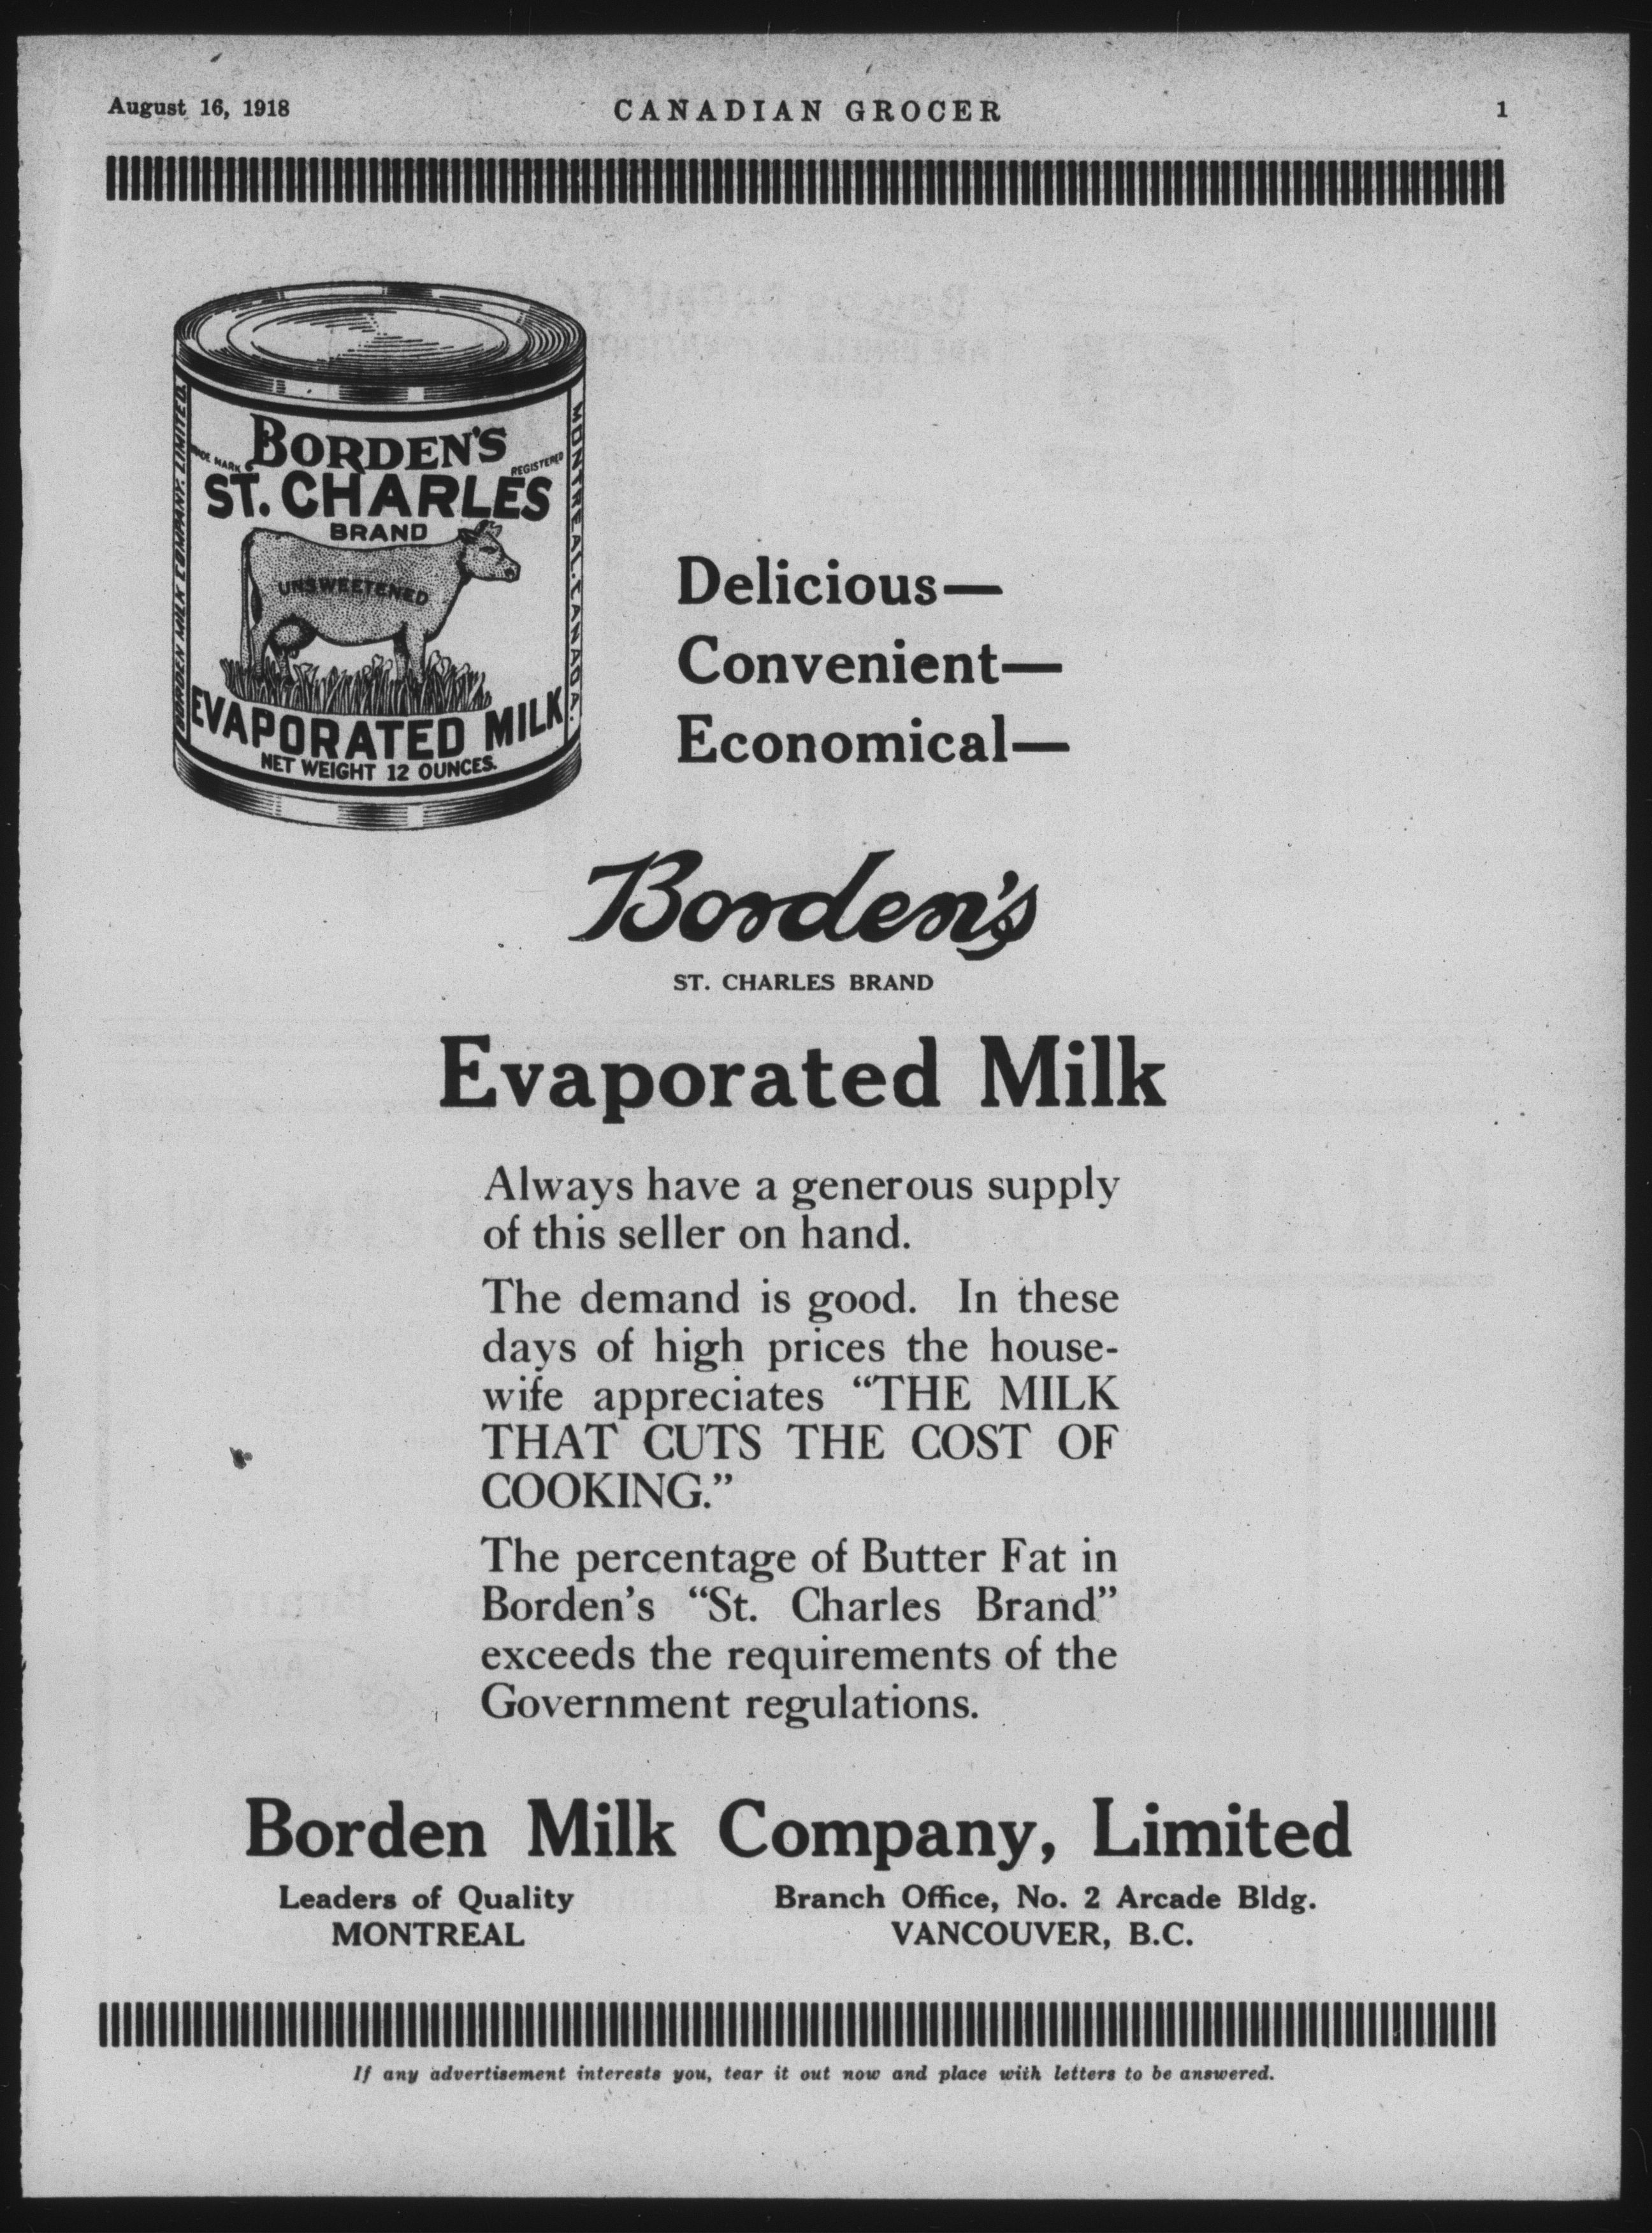 August 16, 1918
CANADIAN GROCER
1
BORDEN'S
TRADE MARK
REGISTERED
ST. CHARLES
BRAND
UNSWEETENED
EVAPORATED MILK
NET WEIGHT 12 OUNCES.
BORDEN MILK COMPANY. LIMITED.
MONTREAL. CANADA.
Delicious—
Convenient—
Economical—
Borden's
ST. CHARLES BRAND
Evaporated Milk
Always have a generous supply
of this seller on hand.
The demand is good. In these
days of high prices the house-
wife appreciates “THE MILK
THAT CUTS THE COST OF
COOKING.”
The percentage of Butter Fat in
Borden's “St. Charles Brand”
exceeds the requirements of the
Government regulations.
Borden Milk Company, Limited
Leaders of Quality
MONTREAL
Branch Office, No. 2 Arcade Bldg.
VANCOUVER, B.C.
If any advertisement interests you, tear it out now and place with letters to be answered.